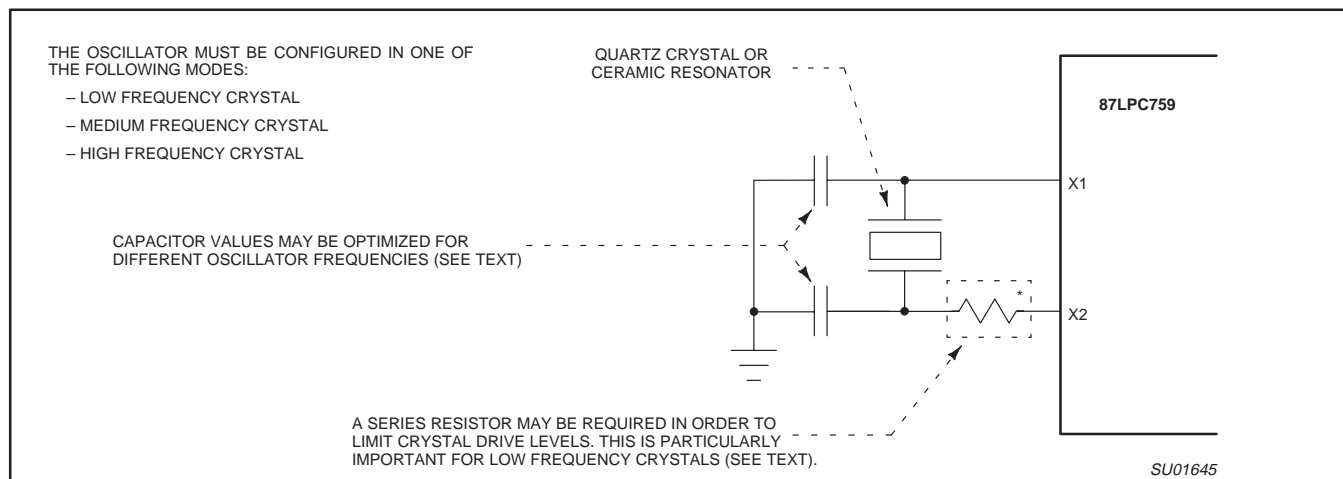 THE OSCILLATOR MUST BE CONFIGURED IN ONE OF
THE FOLLOWING MODES:
– LOW FREQUENCY CRYSTAL
– MEDIUM FREQUENCY CRYSTAL
– HIGH FREQUENCY CRYSTAL
QUARTZ CRYSTAL OR
CERAMIC RESONATOR
87LPC759
X1
CAPACITOR VALUES MAY BE OPTIMIZED FOR
DIFFERENT OSCILLATOR FREQUENCIES (SEE TEXT)
*
X2
A SERIES RESISTOR MAY BE REQUIRED IN ORDER TO
LIMIT CRYSTAL DRIVE LEVELS. THIS IS PARTICULARLY
IMPORTANT FOR LOW FREQUENCY CRYSTALS (SEE TEXT).
SU01645